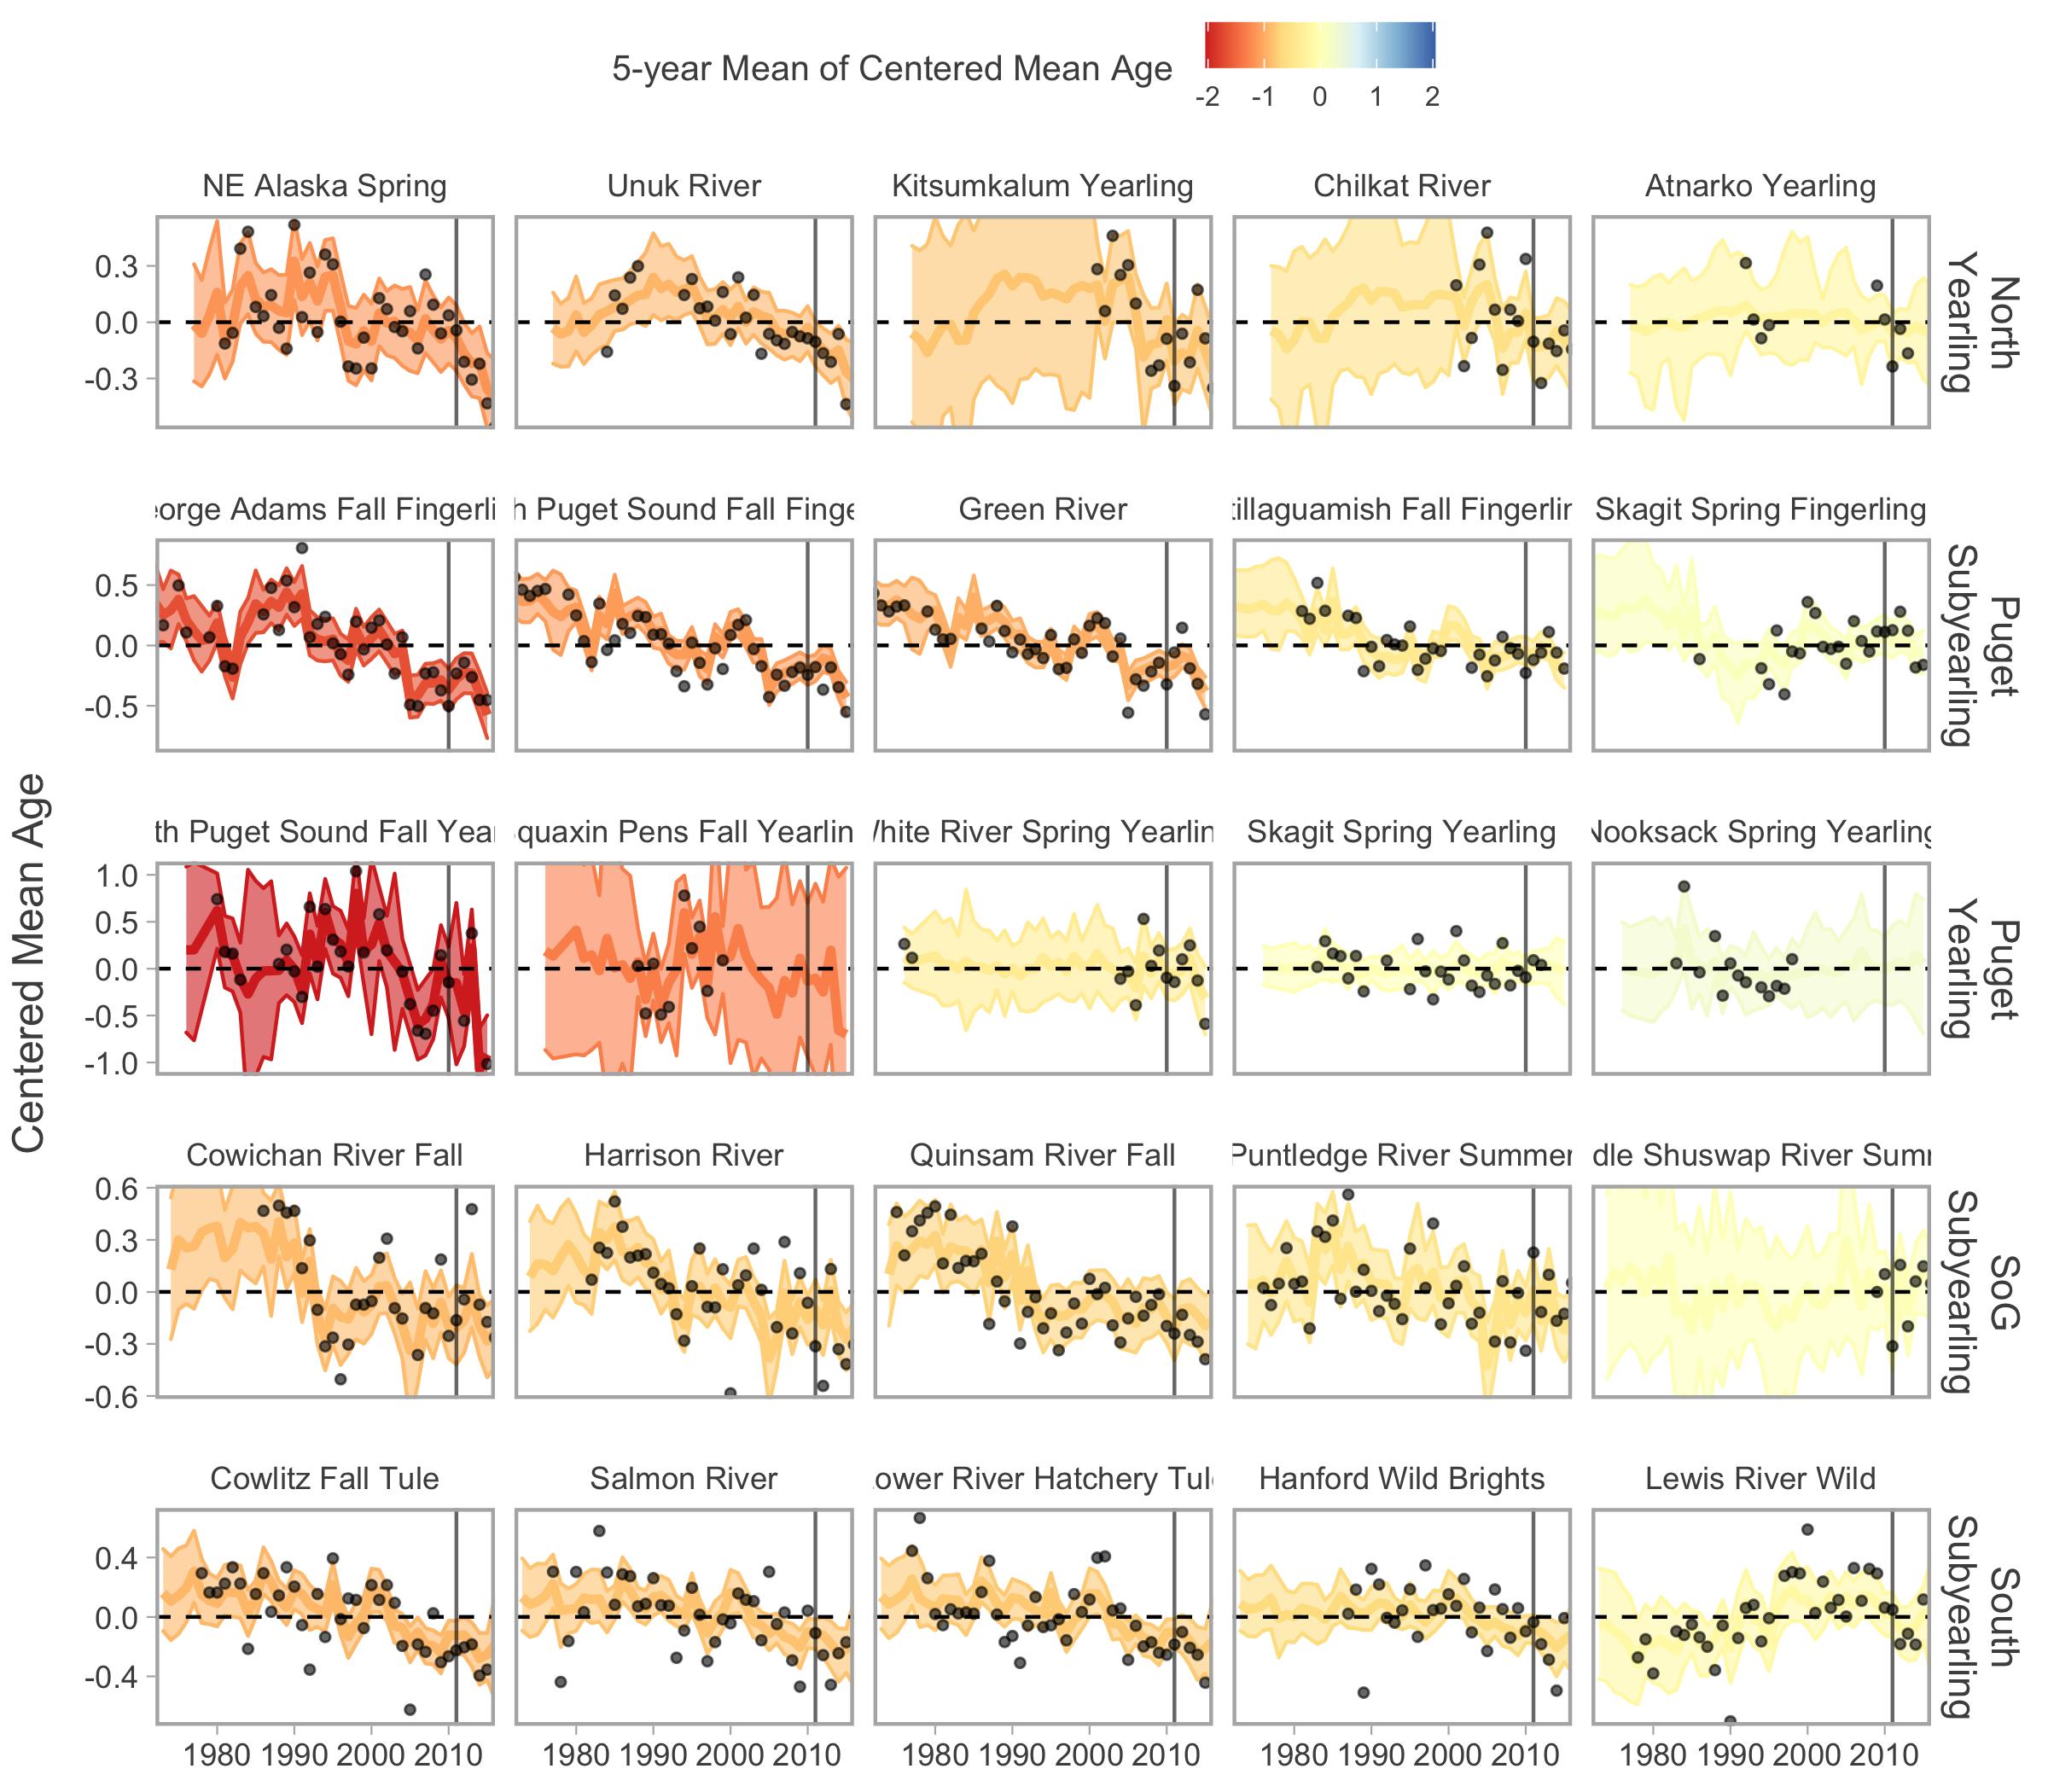 5-year Mean of Centered Mean Age
-2 -1 0 1 2
NE Alaska Spring Unuk River Kitsumkalum Yearling Chilkat River Atnarko Yearling
0.3
0.0
-0.3
North
Yearling
eorge Adams Fall Fingerli h Puget Sound Fall Finge Green River tillaguamish Fall Fingerlin Skagit Spring Fingerling
0.5
0.0
-0.5
Puget
Subyearling
th Puget Sound Fall Year quaxin Pens Fall Yearlin White River Spring Yearlin Skagit Spring Yearling Nooksack Spring Yearling
1.0
0.5
0.0
-0.5
-1.0
Puget
Yearling
Cowichan River Fall Harrison River Quinsam River Fall Puntledge River Summer dle Shuswap River Sum
0.6
0.3
0.0
-0.3
-0.6
SoG
Subyearling
Cowlitz Fall Tule Salmon River ower River Hatchery Tule Hanford Wild Brights Lewis River Wild
0.4
0.0
-0.4
South
Subyearling
1980 1990 2000 2010 1980 1990 2000 2010 1980 1990 2000 2010 1980 1990 2000 2010 1980 1990 2000 2010
Centered Mean Age